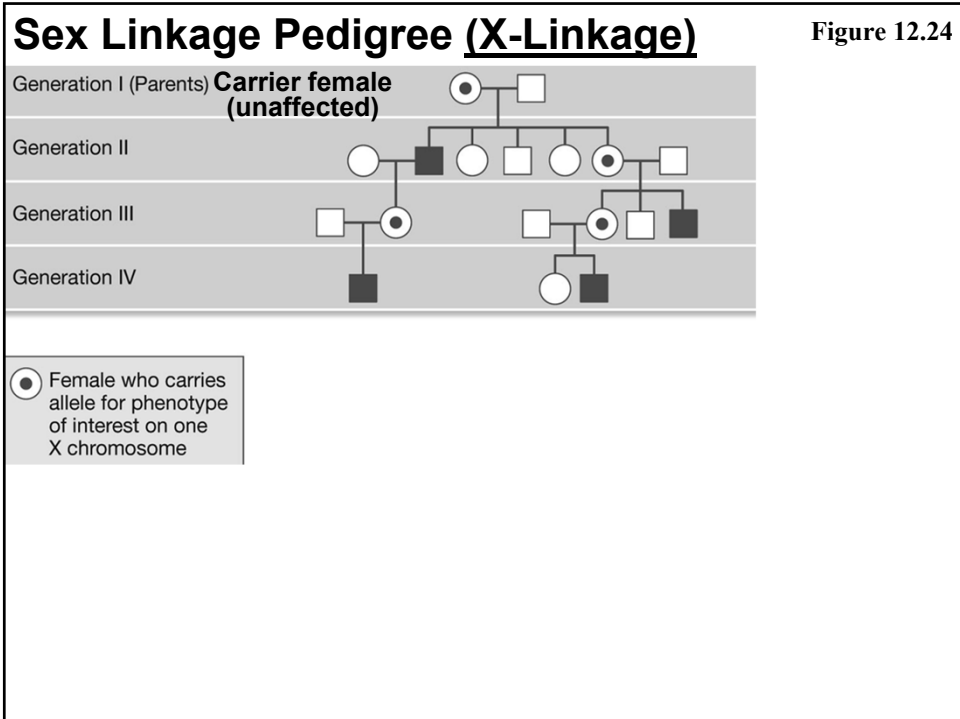 Sex Linkage Pedigree (X-Linkage)
Figure 12.24
Generation I (Parents) Carrier female
(unaffected)
Generation II
Generation III
Generation IV
Female who carries
allele for phenotype
of interest on one
X chromosome